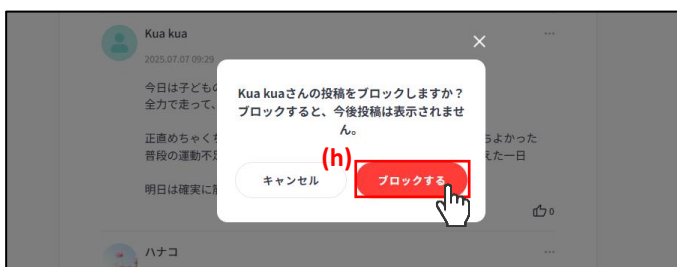 Kua kua
2025.07.07 09:29
今日は子どもの
全力で走って、
Kua kuaさんの投稿をブロックしますか？
ブロックすると、今後投稿は表示されませ
ん。
正直めちゃくち
ちよかった
普段の運動不足
えた一日
(h)
キャンセル
ブロックする
明日は確実に
0
ハナコ